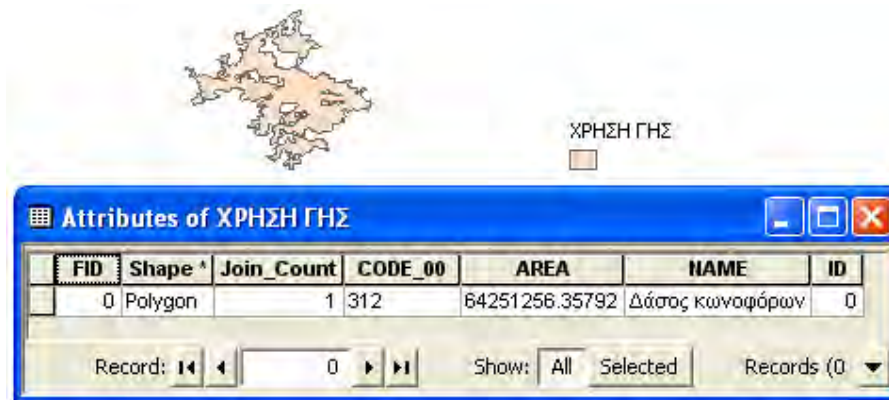 ΧΡΗΣΗ ΓΗΣ
Attributes of ΧΡΗΣΗ ΓΗΣ
FID Shape * Join_Count CODE_00 AREA NAME ID
0 Polygon 1 312 64251256.35792 Δάσος κωνοφόρων 0
Record: 0 Show: All Selected Records (0